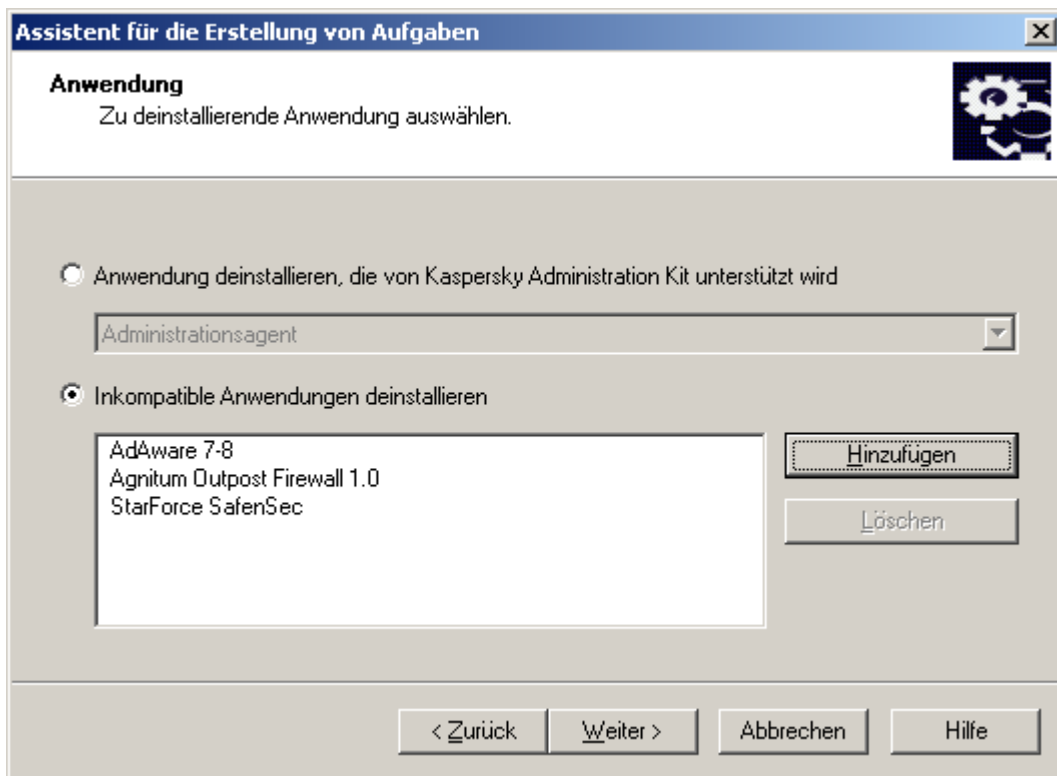 Assistent für die Erstellung von Aufgaben
Anwendung
Zu deinstallierende Anwendung auswählen.
Anwendung deinstallieren, die von Kaspersky Administration Kit unterstützt wird
Administrationsagent
Inkompatible Anwendungen deinstallieren
AdAware 7-8
Agnitum Outpost Firewall 1.0
StarForce SafenSec
Hinzufügen
Löschen
< Zurück
Weiter >
Abbrechen
Hilfe